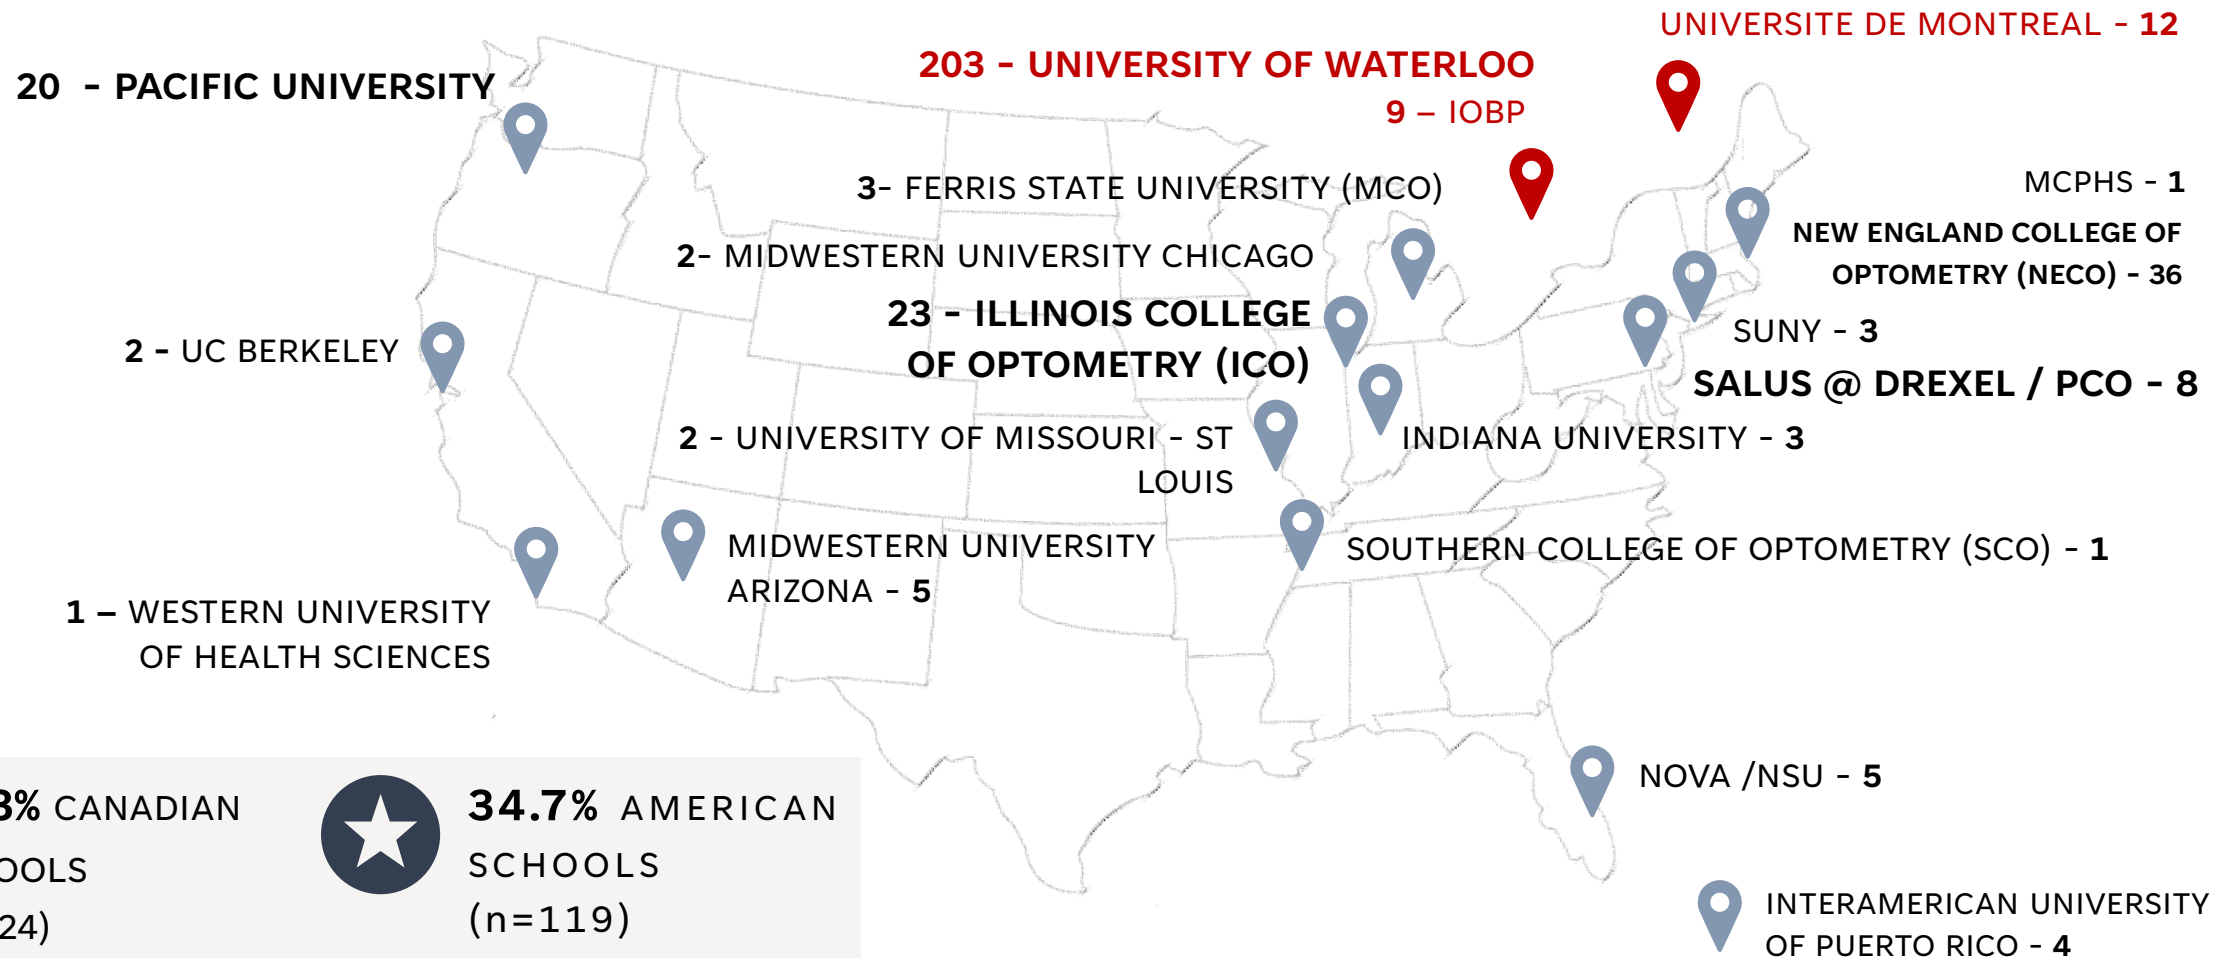 UNIVERSITE DE MONTREAL - 12
203 - UNIVERSITY OF WATERLOO
9 – IOBP
20 - PACIFIC UNIVERSITY
3- FERRIS STATE UNIVERSITY (MCO)
MCPHS - 1
NEW ENGLAND COLLEGE OF
OPTOMETRY (NECO) - 36
2- MIDWESTERN UNIVERSITY CHICAGO
23 - ILLINOIS COLLEGE
OF OPTOMETRY (ICO)
SUNY - 3
2 - UC BERKELEY
SALUS @ DREXEL / PCO - 8
2 - UNIVERSITY OF MISSOURI - ST
LOUIS
INDIANA UNIVERSITY - 3
MIDWESTERN UNIVERSITY
ARIZONA - 5
SOUTHERN COLLEGE OF OPTOMETRY (SCO) - 1
1 – WESTERN UNIVERSITY
OF HEALTH SCIENCES
NOVA /NSU - 5
% CANADIAN
OOLS
24)
34.7% AMERICAN
SCHOOLS
(n=119)
INTERAMERICAN UNIVERSITY
OF PUERTO RICO - 4